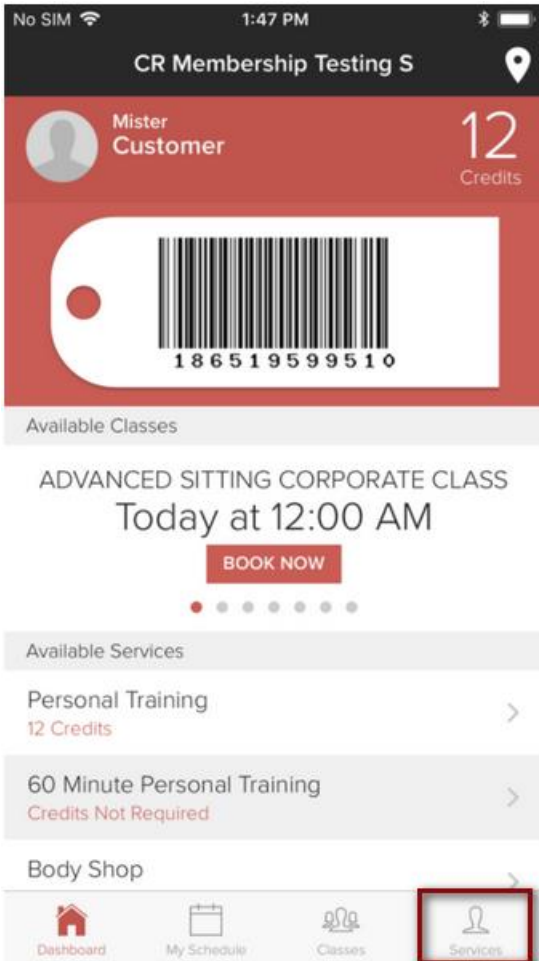 No SIM 1:47 PM
CR Membership Testing S
Mister
Customer
12
Credits
186519599510
Available Classes
ADVANCED SITTING CORPORATE CLASS
Today at 12:00 AM
BOOK NOW
Available Services
Personal Training
12 Credits
60 Minute Personal Training
Credits Not Required
Body Shop
Dashboard My Schedule Classes Services